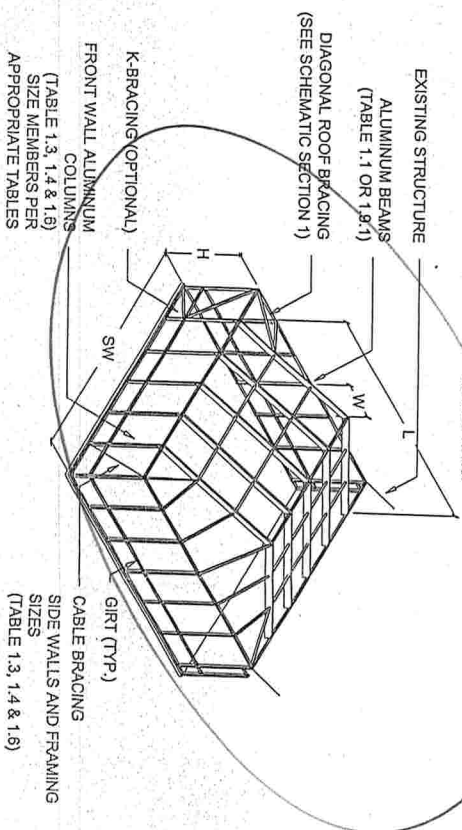 EXISTING STRUCTURE
ALUMINUM BEAMS
(TABLE 1.1 OR 1.9.1)
DIAGONAL ROOF BRACING
(SEE SCHEMATIC SECTION 1)
K-BRACING (OPTIONAL)
FRONT WALL ALUMINUM
COLUMNS
(TABLE 1.3, 1.4 & 1.6)
SIZE MEMBERS PER
APPROPRIATE TABLES
H
SW
W
L
GIRT (TYP.)
CABLE BRACING
SIDE WALLS AND FRAMING
SIZES
(TABLE 1.3, 1.4 & 1.6)